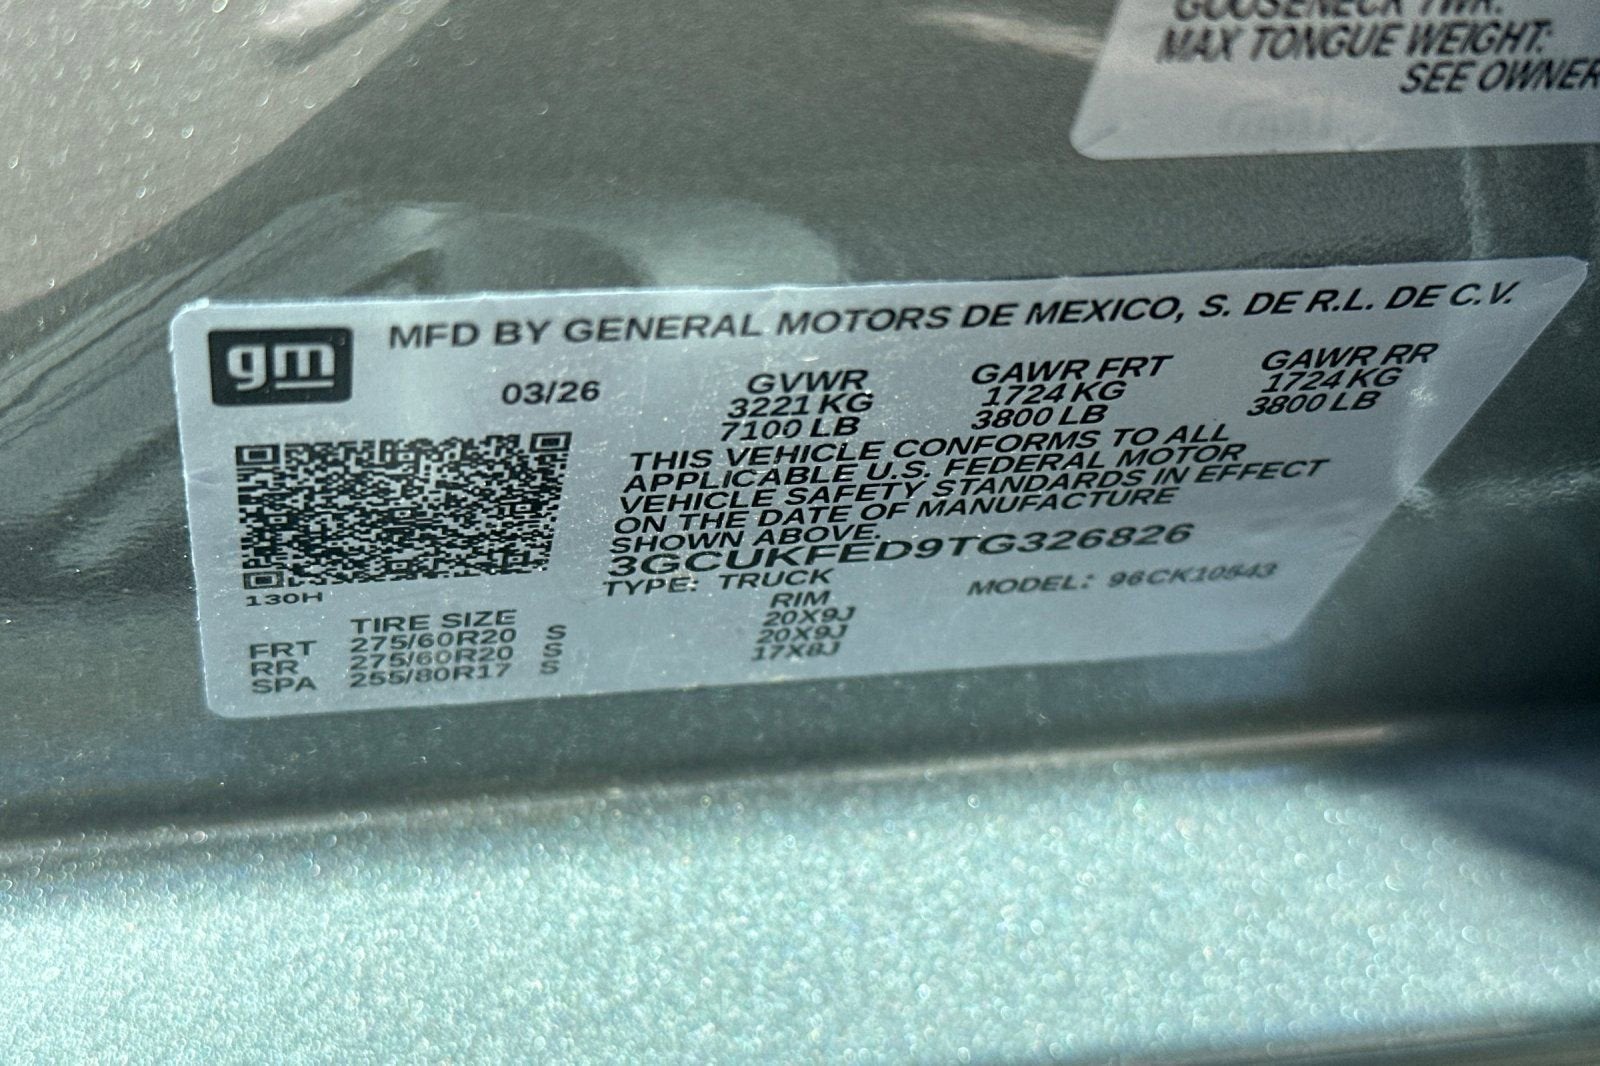 GOOSENECK TWR:
MAX TONGUE WEIGHT:
SEE OWNER
gm
MFD BY GENERAL MOTORS DE MEXICO, S. DE R.L. DE C.V.
03/26 GVWR GAWR FRT GAWR RR
3221 KG 1724 KG 1724 KG
7100 LB 3800 LB 3800 LB
THIS VEHICLE CONFORMS TO ALL
APPLICABLE U.S. FEDERAL MOTOR
VEHICLE SAFETY STANDARDS IN EFFECT
ON THE DATE OF MANUFACTURE
SHOWN ABOVE.
3GCUKFED9TG326826
TYPE: TRUCK MODEL: 96CK10543
130H
TIRE SIZE RIM
FRT 275/60R20 S 20X9J
RR 275/60R20 S 20X9J
SPA 255/80R17 S 17X8J